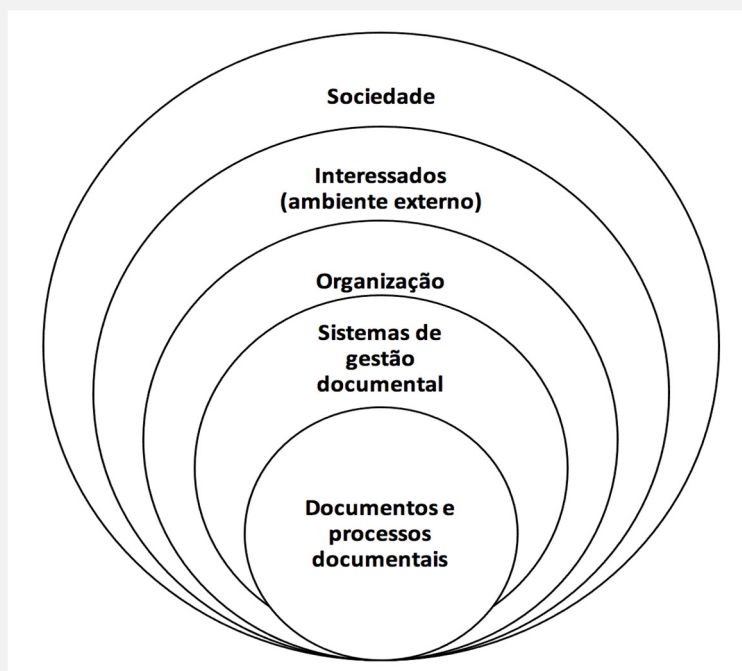 Sociedade
Interessados
(ambiente externo)
Organização
Sistemas de
gestão
documental
Documentos e
processos
documentais